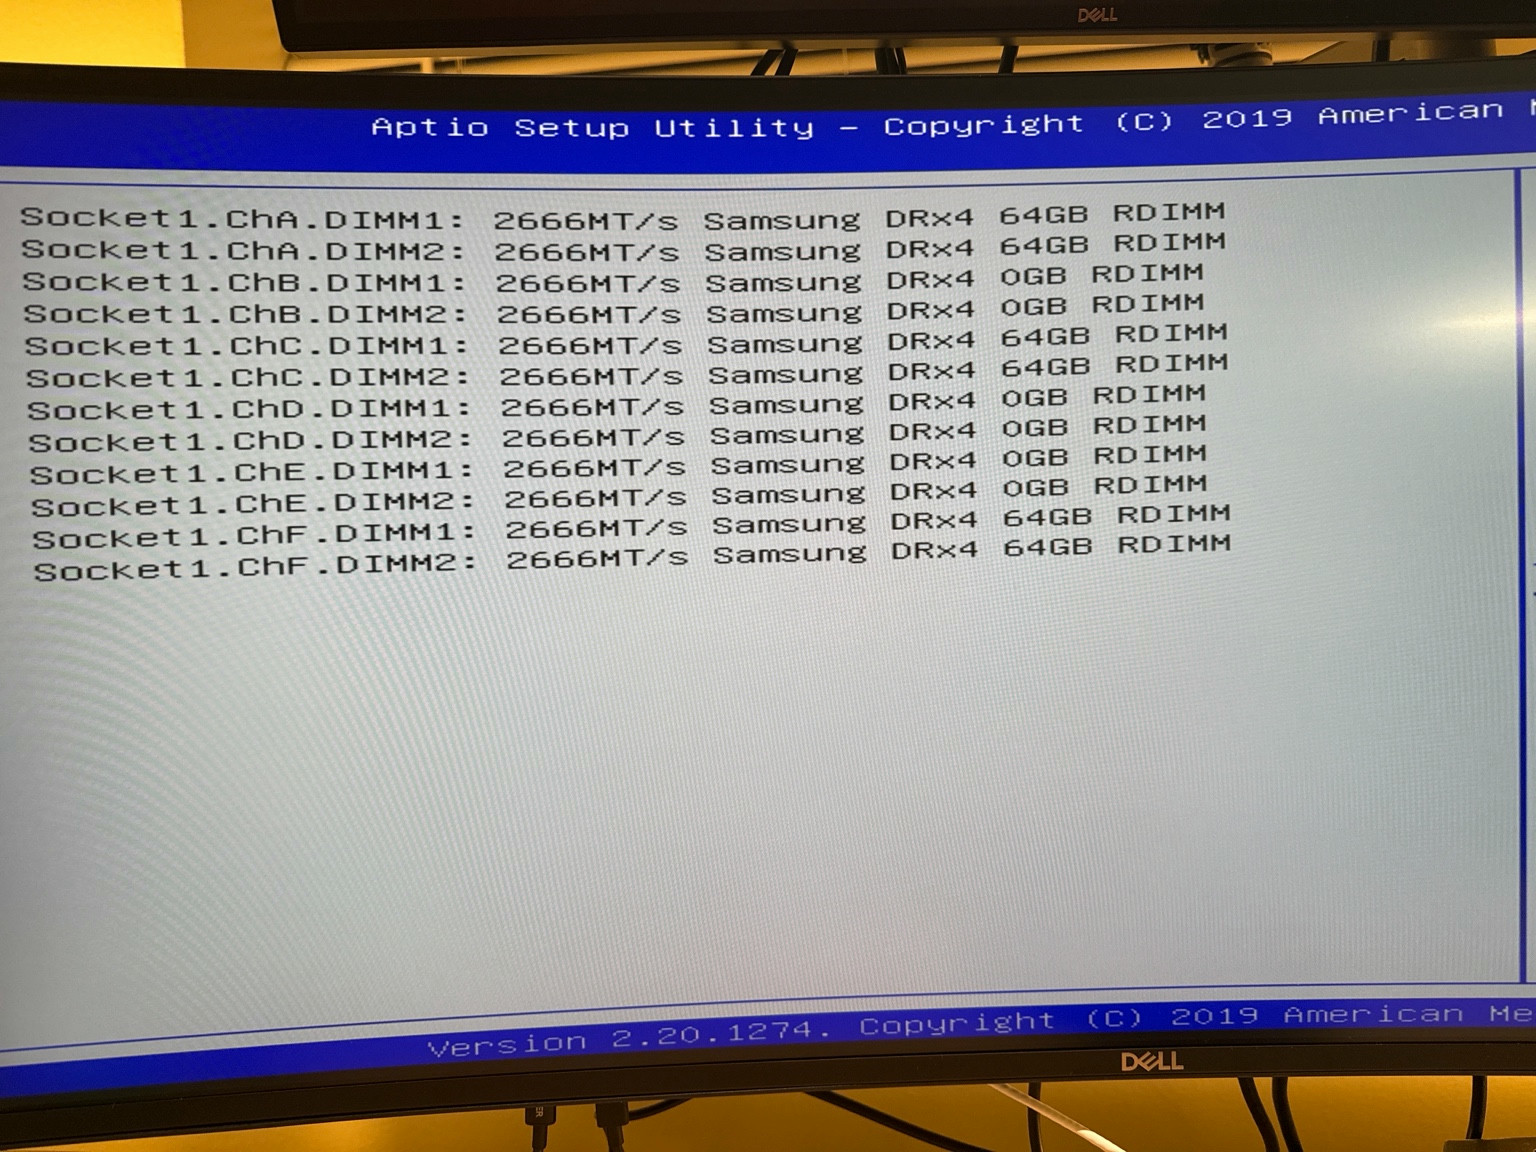 DELL
Aptio Setup Utility – Copyright (C) 2019 American
Socket1.ChA.DIMM1: 2666MT/s Samsung DRx4 64GB RDIMM
Socket1.ChA.DIMM2: 2666MT/s Samsung DRx4 64GB RDIMM
Socket1.ChB.DIMM1: 2666MT/s Samsung DRx4 0GB RDIMM
Socket1.ChB.DIMM2: 2666MT/s Samsung DRx4 0GB RDIMM
Socket1.ChC.DIMM1: 2666MT/s Samsung DRx4 64GB RDIMM
Socket1.ChC.DIMM2: 2666MT/s Samsung DRx4 64GB RDIMM
Socket1.ChD.DIMM1: 2666MT/s Samsung DRx4 0GB RDIMM
Socket1.ChD.DIMM2: 2666MT/s Samsung DRx4 0GB RDIMM
Socket1.ChE.DIMM1: 2666MT/s Samsung DRx4 0GB RDIMM
Socket1.ChE.DIMM2: 2666MT/s Samsung DRx4 0GB RDIMM
Socket1.ChF.DIMM1: 2666MT/s Samsung DRx4 64GB RDIMM
Socket1.ChF.DIMM2: 2666MT/s Samsung DRx4 64GB RDIMM
Version 2.20.1274. Copyright (C) 2019 American Me
DELL